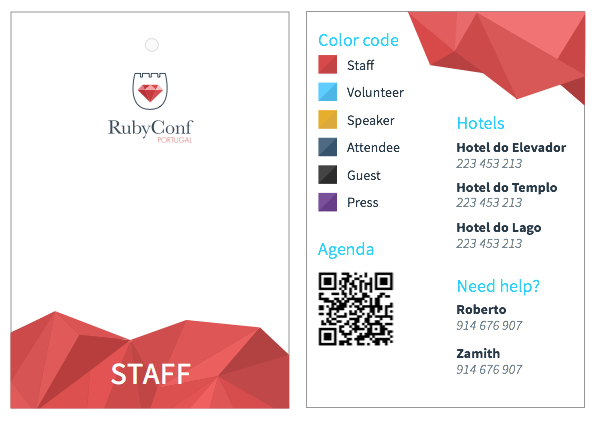 RubyConf
PORTUGAL
STAFF
Color code
Staff
Volunteer
Speaker
Attendee
Guest
Press
Agenda
Hotels
Hotel do Elevador
223 453 213
Hotel do Templo
223 453 213
Hotel do Lago
223 453 213
Need help?
Roberto
914 676 907
Zamith
914 676 907